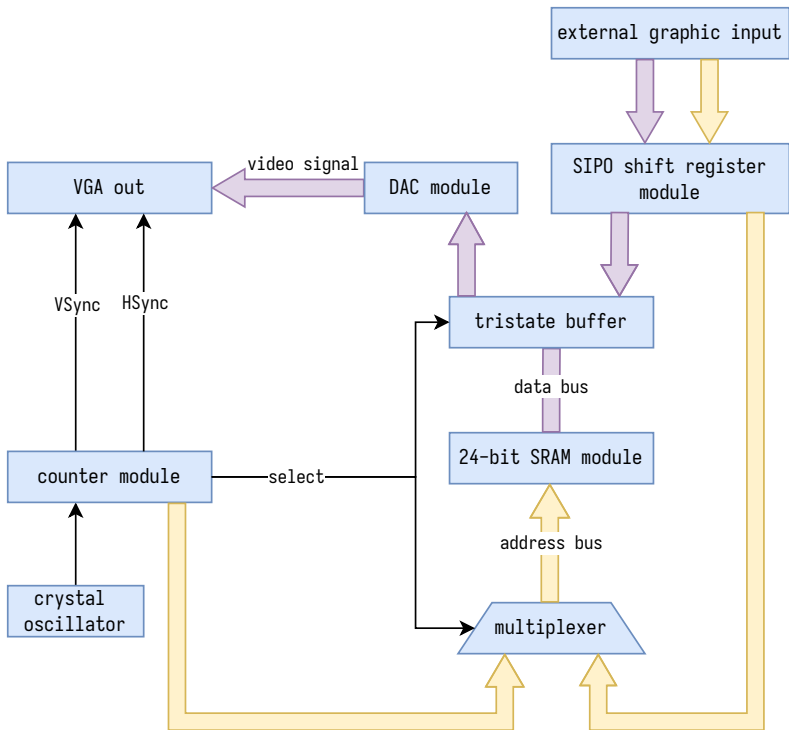 external graphic input
SIPO shift register
module
video signal
VGA out
DAC module
VSync
HSync
tristate buffer
data bus
counter module
select
24-bit SRAM module
address bus
crystal
oscillator
multiplexer